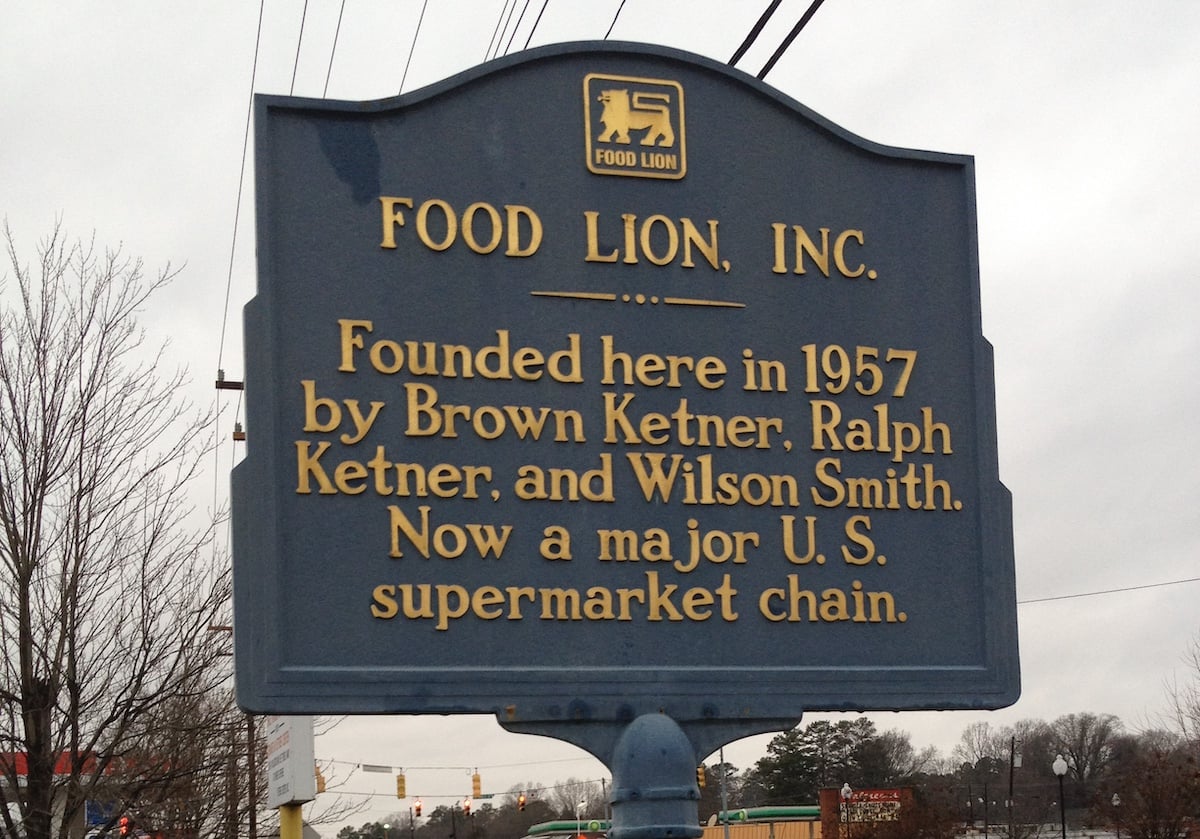 FOOD LION
FOOD LION, INC.
Founded here in 1957
by Brown Ketner, Ralph
Ketner, and Wilson Smith.
Now a major U. S.
supermarket chain.
Walgreens